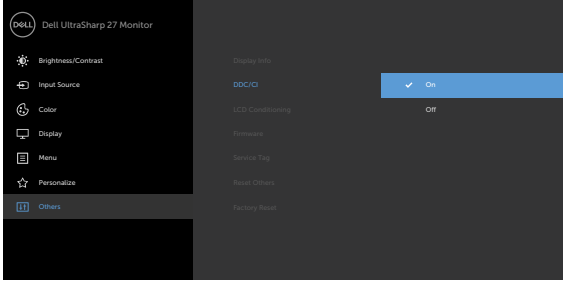 DELL Dell UltraSharp 27 Monitor
Brightness/Contrast
Display Info
Input Source
DDC/CI
On
Color
LCD Conditioning
Off
Display
Firmware
Menu
Service Tag
Personalize
Reset Others
Others
Factory Reset